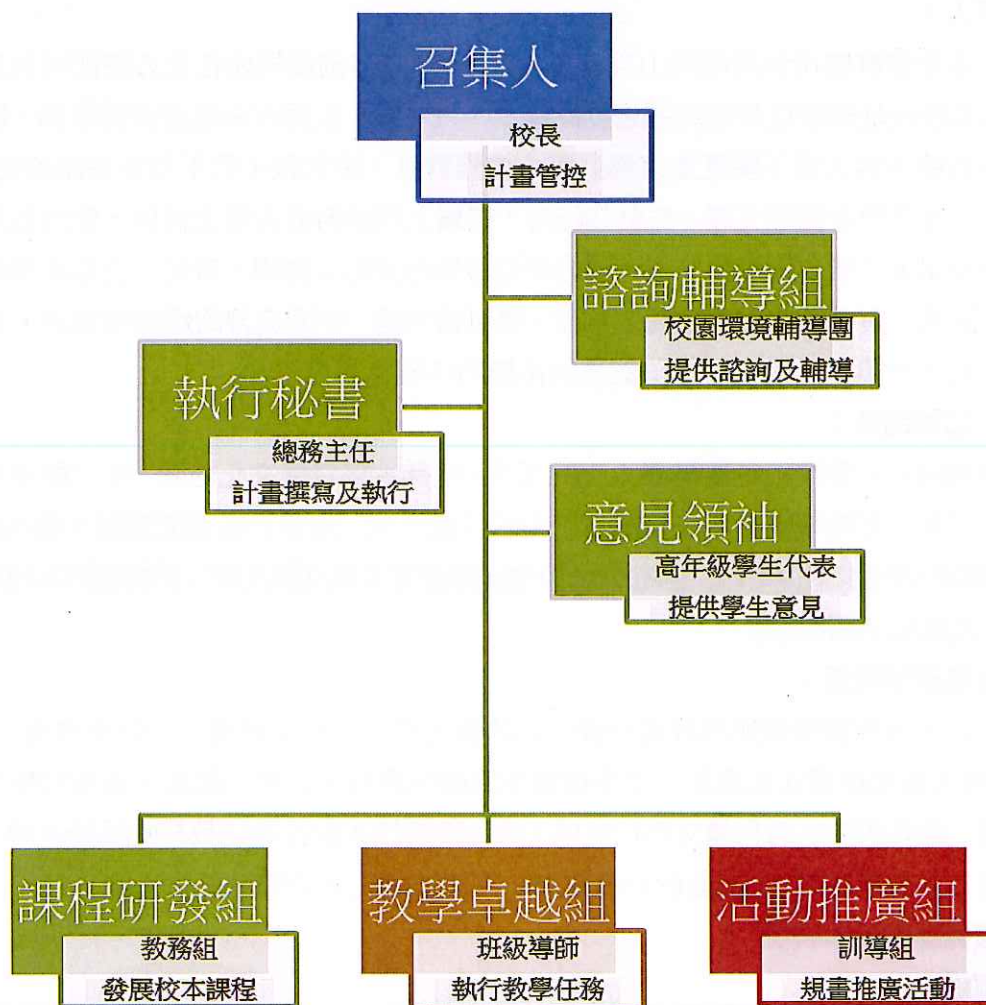 召集人
校長
計畫管控
諮詢輔導組
校園環境輔導團
提供諮詢及輔導
執行秘書
總務主任
計畫撰寫及執行
意見領袖
高年級學生代表
提供學生意見
課程研發組
教務組
發展校本課程
教學卓越組
班級導師
執行教學任務
活動推廣組
訓導組
規畫推廣活動